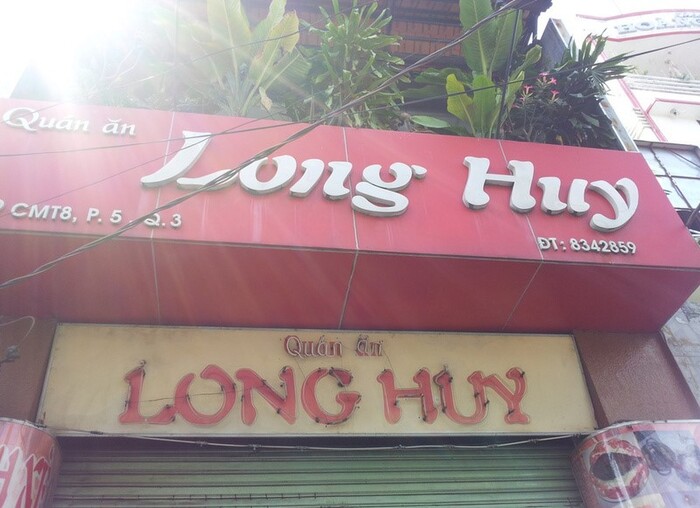 Quán ăn
Long Huy
CMT8, P. 5 - Q. 3
ĐT: 8342859
Quán ăn
LONG HUY